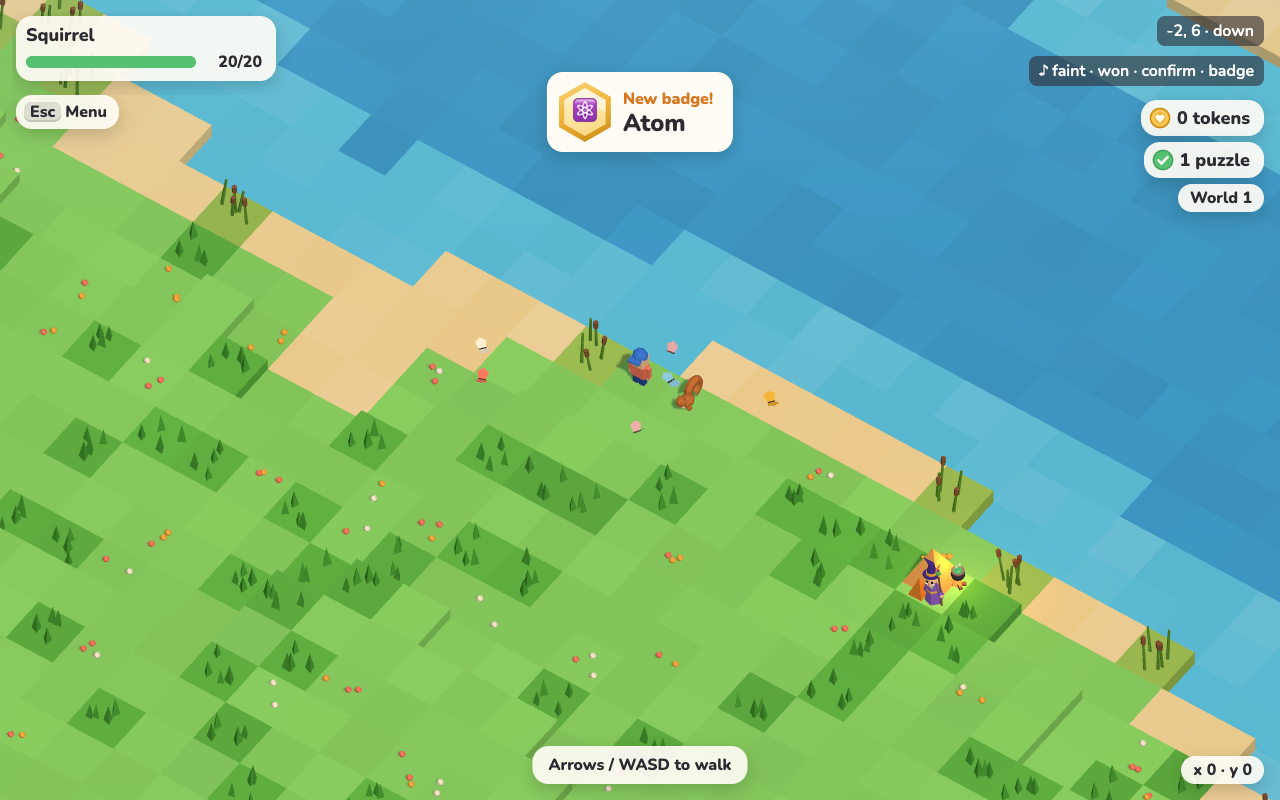 Squirrel
20/20
Esc Menu
New badge!
Atom
-2, 6 · down
♪ faint · won · confirm · badge
0 tokens
1 puzzle
World 1
Arrows / WASD to walk
x 0 · y 0